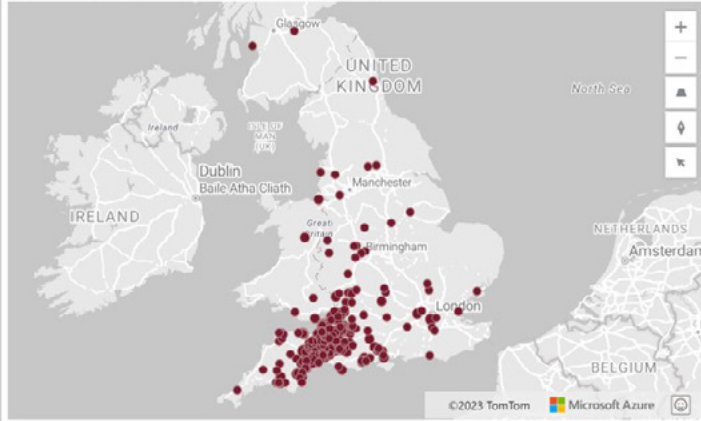 Glasgow
UNITED
KINGDOM
North Sea
Ireland
ISLE OF
MAN
(UK)
Dublin
Baile Átha Cliath
Manchester
IRELAND
Great
Britain
Birmingham
NETHERLANDS
Amsterdam
London
BELGIUM
©2023 TomTom
Microsoft Azure